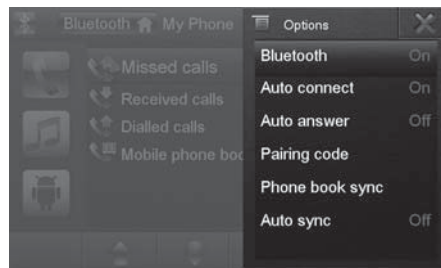 Bluetooth My Phone
Missed calls
Received calls
Dialled calls
Mobile phone boo
Options
Bluetooth On
Auto connect On
Auto answer Off
Pairing code
Phone book sync
Auto sync Off